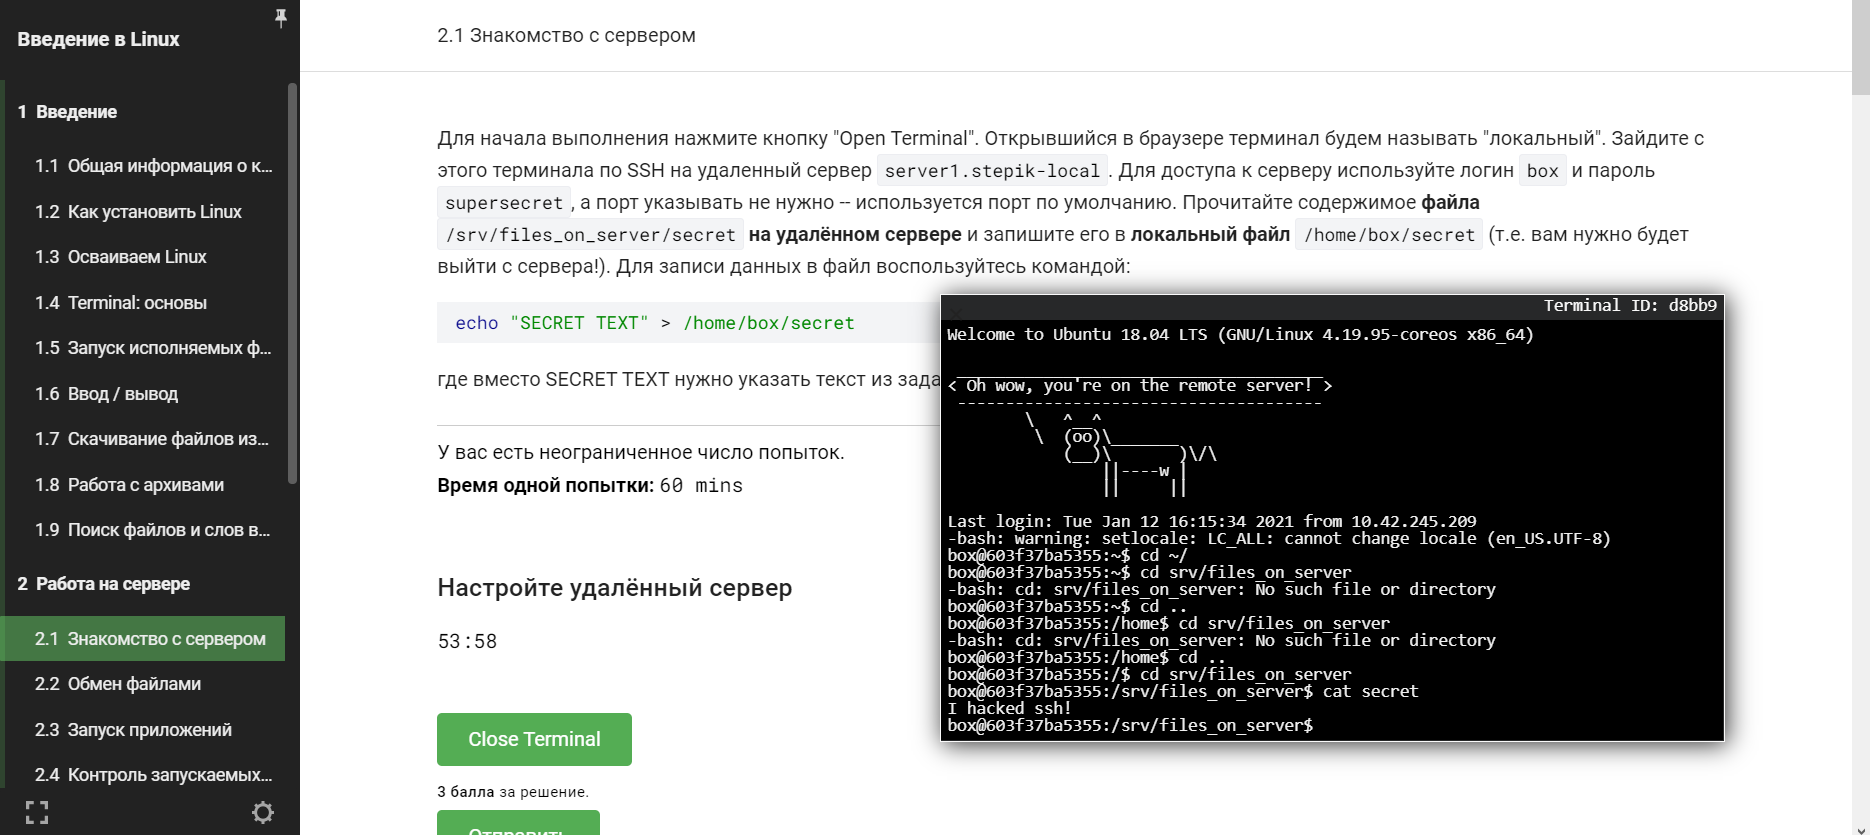 Введение в Linux
1 Введение
1.1 Общая информация о к...
1.2 Как установить Linux
1.3 Осваиваем Linux
1.4 Terminal: основы
1.5 Запуск исполняемых ф...
1.6 Ввод / вывод
1.7 Скачивание файлов из...
1.8 Работа с архивами
1.9 Поиск файлов и слов в...
2 Работа на сервере
2.1 Знакомство с сервером
2.2 Обмен файлами
2.3 Запуск приложений
2.4 Контроль запускаемых...
2.1 Знакомство с сервером
Для начала выполнения нажмите кнопку "Open Terminal". Открывшийся в браузере терминал будем называть "локальный". Зайдите с
этого терминала по SSH на удаленный сервер server1.stepik-local. Для доступа к серверу используйте логин box и пароль
supersecret, а порт указывать не нужно -- используется порт по умолчанию. Прочитайте содержимое файла
/srv/files_on_server/secret на удалённом сервере и запишите его в локальный файл /home/box/secret (т.е. вам нужно будет
выйти с сервера!). Для записи данных в файл воспользуйтесь командой:
echo "SECRET TEXT" > /home/box/secret
где вместо SECRET TEXT нужно указать текст из зада
У вас есть неограниченное число попыток.
Время одной попытки: 60 mins
Настройте удалённый сервер
53:58
Close Terminal
3 балла за решение.
Отправить
Terminal ID: d8bb9
Welcome to Ubuntu 18.04 LTS (GNU/Linux 4.19.95-coreos x86_64)
______________________________________
< Oh wow, you're on the remote server! >
--------------------------------------
\   ^__^
\  (oo)\_______
(__)\       )\/\
||----w |
||     ||
Last login: Tue Jan 12 16:15:34 2021 from 10.42.245.209
-bash: warning: setlocale: LC_ALL: cannot change locale (en_US.UTF-8)
box@603f37ba5355:~$ cd ~/
box@603f37ba5355:~$ cd srv/files_on_server
-bash: cd: srv/files_on_server: No such file or directory
box@603f37ba5355:~$ cd ..
box@603f37ba5355:/home$ cd srv/files_on_server
-bash: cd: srv/files_on_server: No such file or directory
box@603f37ba5355:/home$ cd ..
box@603f37ba5355:/$ cd srv/files_on_server
box@603f37ba5355:/srv/files_on_server$ cat secret
I hacked ssh!
box@603f37ba5355:/srv/files_on_server$